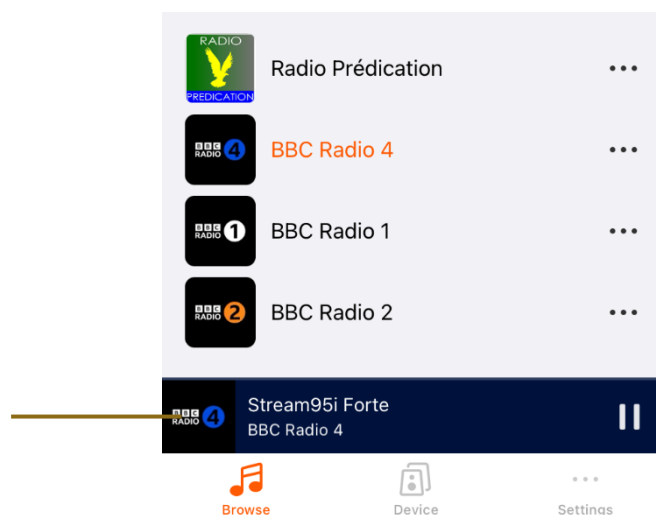 RADIO
PREDICATION
Radio Prédication
...
BBC
RADIO 4
BBC Radio 4
...
BBC
RADIO 1
BBC Radio 1
...
BBC
RADIO 2
BBC Radio 2
...
BBC
RADIO 4
Stream95i Forte
BBC Radio 4
Browse
Device
...
Settings